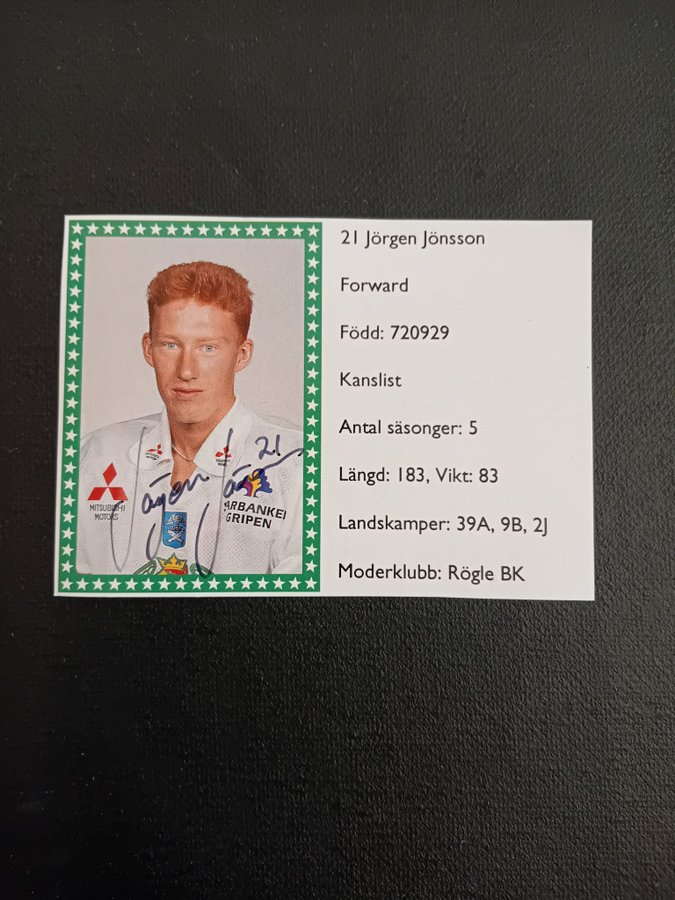 21 Jörgen Jönsson
Forward
Född: 720929
Kanslist
Antal säsonger: 5
Längd: 183, Vikt: 83
Landskamper: 39A, 9B, 2J
Moderklubb: Rögle BK
21
MITSUBISHI
MOTORS
ARBANKEN
GRIPEN